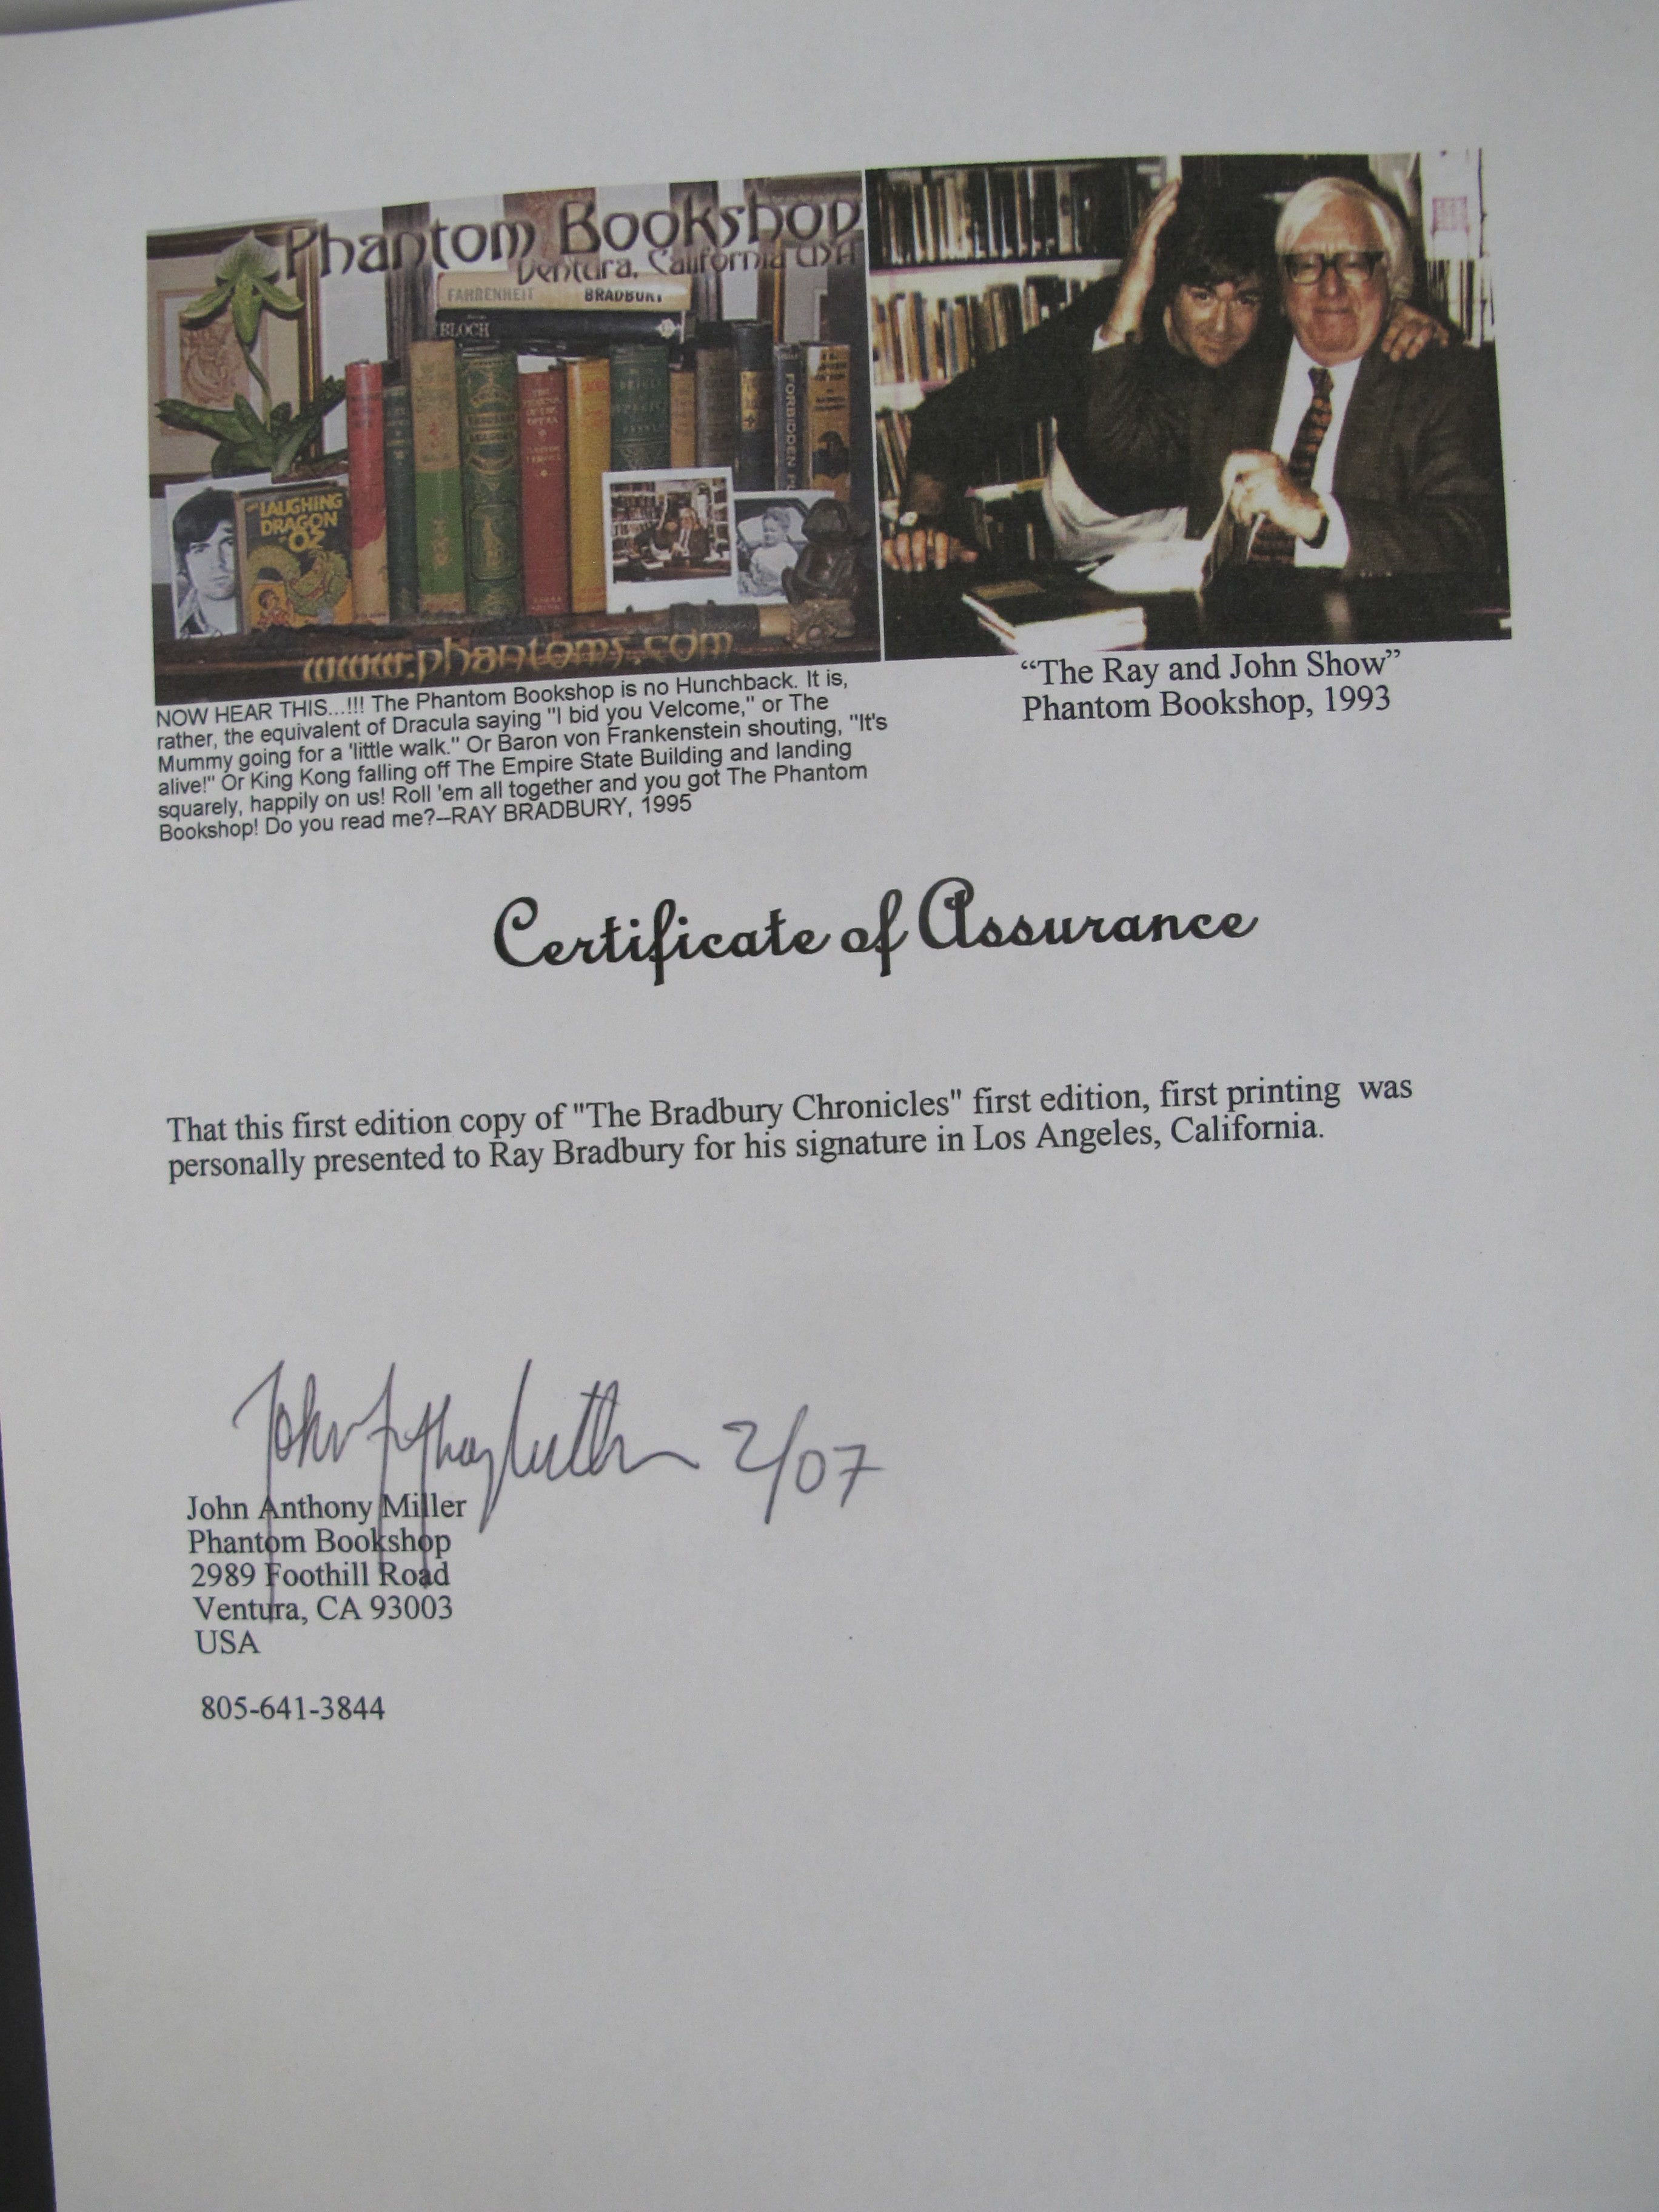 Phantom Bookshop
Ventura, California USA
FAHRENHEIT BRADBURY
BLOCH
FORBIDDEN
LAUGHING
DRAGON
OF OZ
www.phantoms.com
NOW HEAR THIS...!!! The Phantom Bookshop is no Hunchback. It is,
rather, the equivalent of Dracula saying "I bid you Velcome," or The
Mummy going for a 'little walk." Or Baron von Frankenstein shouting, "It's
alive!" Or King Kong falling off The Empire State Building and landing
squarely, happily on us! Roll 'em all together and you got The Phantom
Bookshop! Do you read me?--RAY BRADBURY, 1995
“The Ray and John Show”
Phantom Bookshop, 1993
Certificate of Assurance
That this first edition copy of "The Bradbury Chronicles" first edition, first printing was
personally presented to Ray Bradbury for his signature in Los Angeles, California.
John Anthony 2/07
John Anthony Miller
Phantom Bookshop
2989 Foothill Road
Ventura, CA 93003
USA
805-641-3844